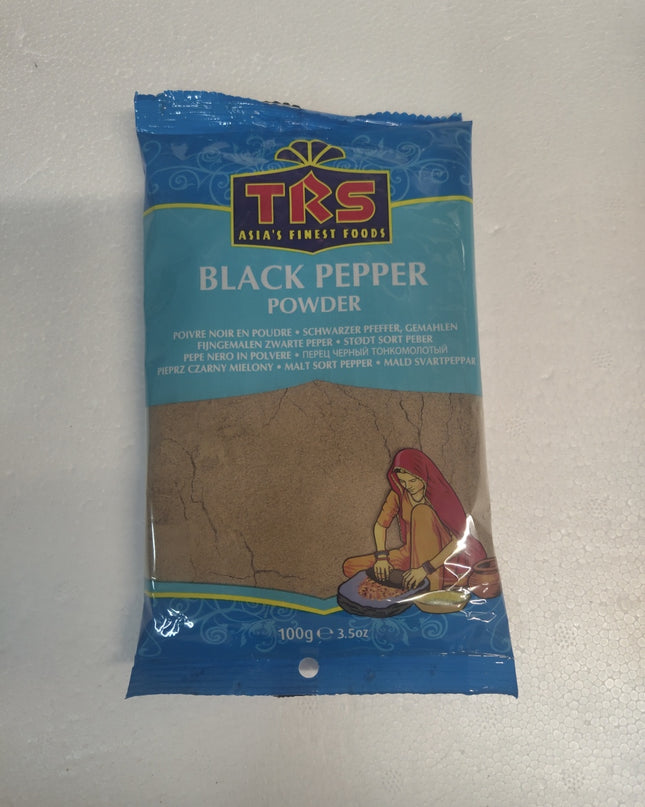 TRS
ASIA'S FINEST FOODS
BLACK PEPPER
POWDER
POIVRE NOIR EN POUDRE • SCHWARZER PFEFFER, GEMAHLEN
FIJNGEMALEN ZWARTE PEPER • STØDT SORT PEBER
PEPE NERO IN POLVERE • ПЕРЕЦ ЧЕРНЫЙ ТОНКОМОЛОТЫЙ
PIEPRZ CZARNY MIELONY • MALT SORT PEPPER • MALD SVARTPEPPAR
100g ℮ 3.5oz